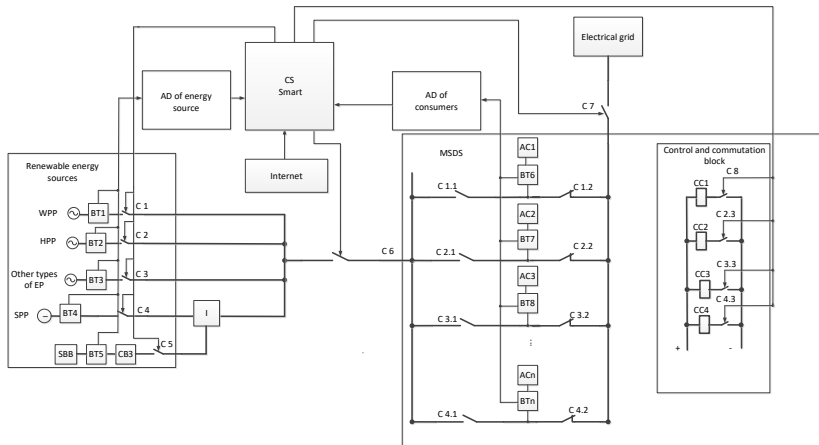 Electrical grid
CS
Smart
AD of energy
source
AD of
consumers
C 7
Internet
MSDS
Renewable energy
sources
Control and commutation
block
WPP
BT1
C 1
HPP
BT2
C 2
Other types
of EP
BT3
C 3
SPP
BT4
C 4
I
SBB
BT5
CB3
C 5
C 6
AC1
BT6
C 1.1
C 1.2
AC2
BT7
C 2.1
C 2.2
AC3
BT8
C 3.1
C 3.2
...
ACn
BTn
C 4.1
C 4.2
C 8
CC1
C 2.3
CC2
C 3.3
CC3
C 4.3
CC4
+
-